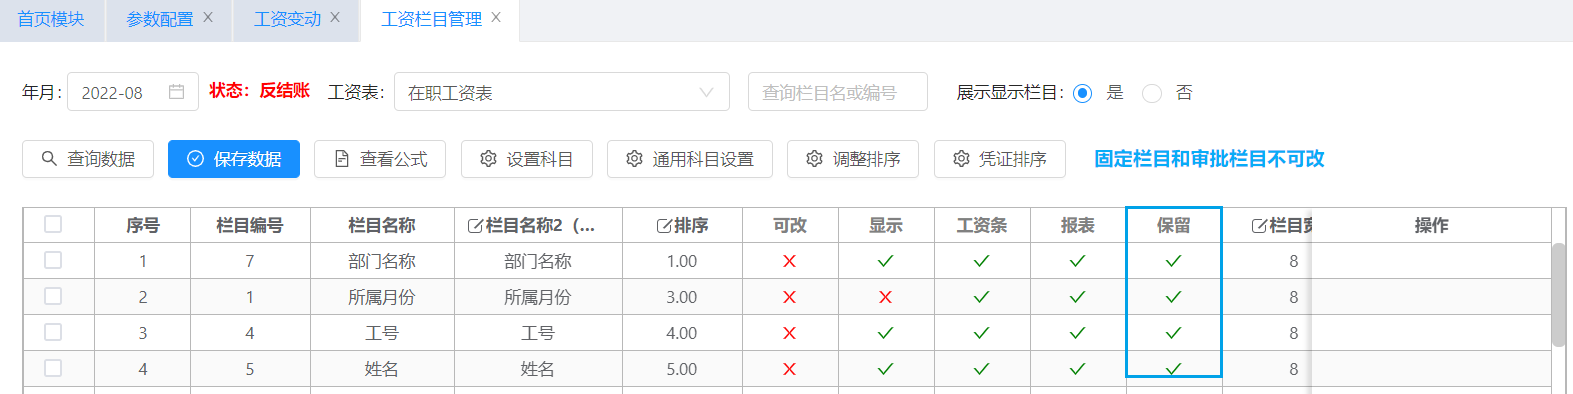 首页模块 参数配置 × 工资变动 × 工资栏目管理 ×
年月: 2022-08 状态: 反结账 工资表: 在职工资表 查询栏目名或编号 展示显示栏目: 是 否
查询数据 保存数据 查看公式 设置科目 通用科目设置 调整排序 凭证排序 固定栏目和审批栏目不可改
序号 栏目编号 栏目名称 栏目名称2（... 排序 可改 显示 工资条 报表 保留 栏目宽 操作
1 7 部门名称 部门名称 1.00 8
2 1 所属月份 所属月份 3.00 8
3 4 工号 工号 4.00 8
4 5 姓名 姓名 5.00 8